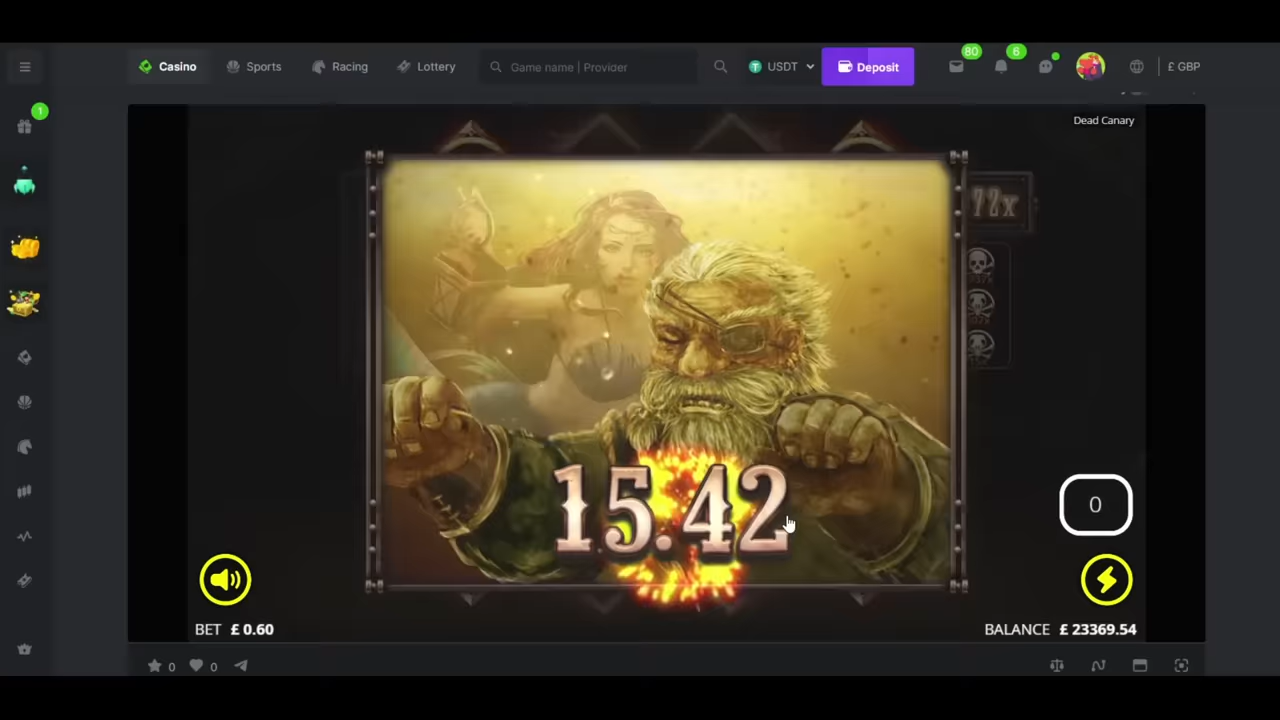 Casino
Sports
Racing
Lottery
Game name | Provider
USDT
Deposit
80
6
£ GBP
1
Dead Canary
72x
15.42
0
BET £ 0.60
BALANCE £ 23369.54
0
0